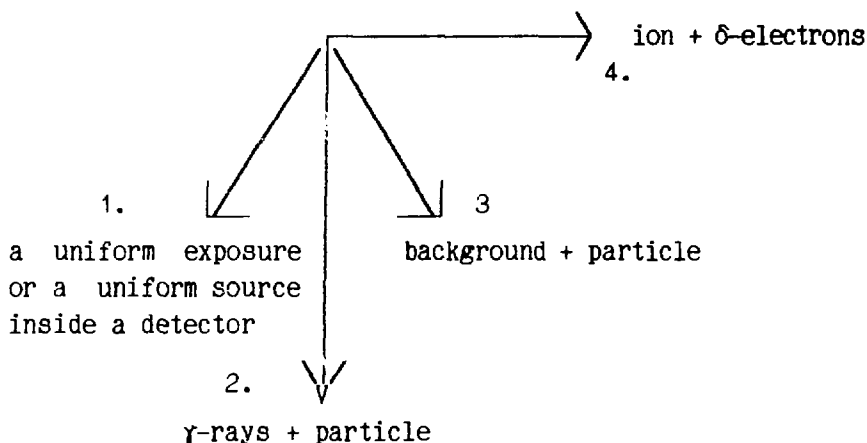 ion + δ-electrons
4.
1.
3
a uniform exposure
or a uniform source
inside a detector
background + particle
2.
γ-rays + particle